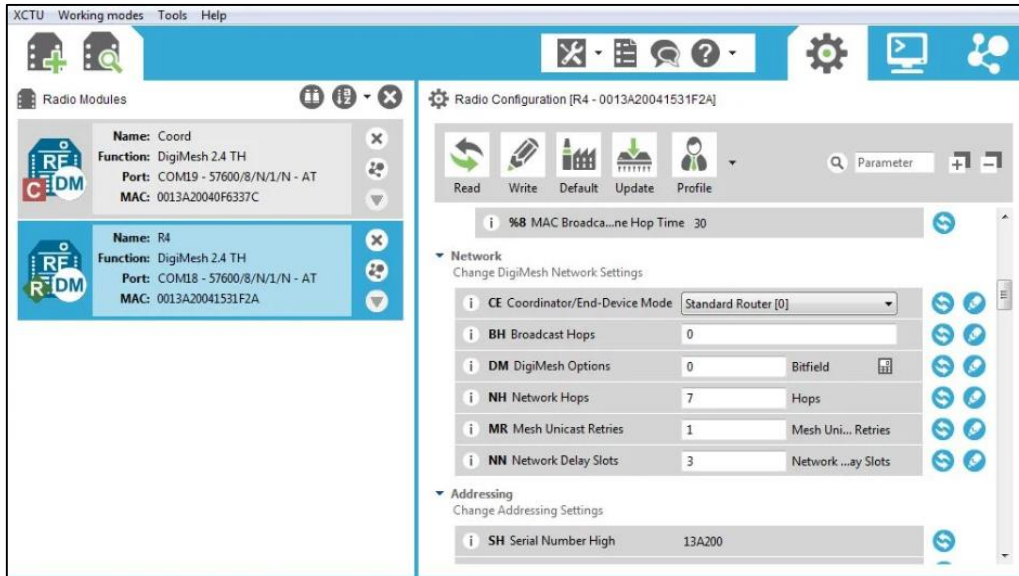 XCTU Working modes Tools Help
Radio Modules
Name: Coord
Function: DigiMesh 2.4 TH
Port: COM19 - 57600/8/N/1/N - AT
MAC: 0013A20040F6337C
RF
C DM
Name: R4
Function: DigiMesh 2.4 TH
Port: COM18 - 57600/8/N/1/N - AT
MAC: 0013A20041531F2A
RF
R DM
Radio Configuration [R4 - 0013A20041531F2A]
Read Write Default Update Profile Parameter
i %8 MAC Broadca...ne Hop Time 30
Network
Change DigiMesh Network Settings
i CE Coordinator/End-Device Mode Standard Router [0]
i BH Broadcast Hops 0
i DM DigiMesh Options 0 Bitfield
i NH Network Hops 7 Hops
i MR Mesh Unicast Retries 1 Mesh Uni... Retries
i NN Network Delay Slots 3 Network ...ay Slots
Addressing
Change Addressing Settings
i SH Serial Number High 13A200